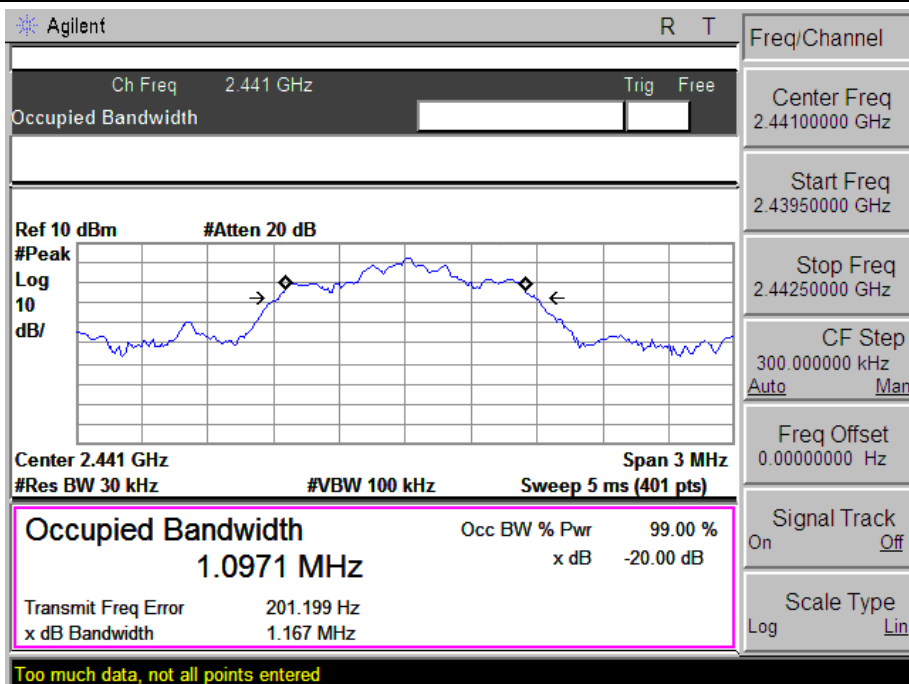 Agilent
R T
Ch Freq 2.441 GHz Trig Free
Occupied Bandwidth
Ref 10 dBm #Atten 20 dB
#Peak
Log
10
dB/
Center 2.441 GHz Span 3 MHz
#Res BW 30 kHz #VBW 100 kHz Sweep 5 ms (401 pts)
Occupied Bandwidth
1.0971 MHz
Occ BW % Pwr 99.00 %
x dB -20.00 dB
Transmit Freq Error 201.199 Hz
x dB Bandwidth 1.167 MHz
Too much data, not all points entered
Freq/Channel
Center Freq
2.44100000 GHz
Start Freq
2.43950000 GHz
Stop Freq
2.44250000 GHz
CF Step
300.000000 kHz
Auto Man
Freq Offset
0.00000000 Hz
Signal Track
On Off
Scale Type
Log Lin